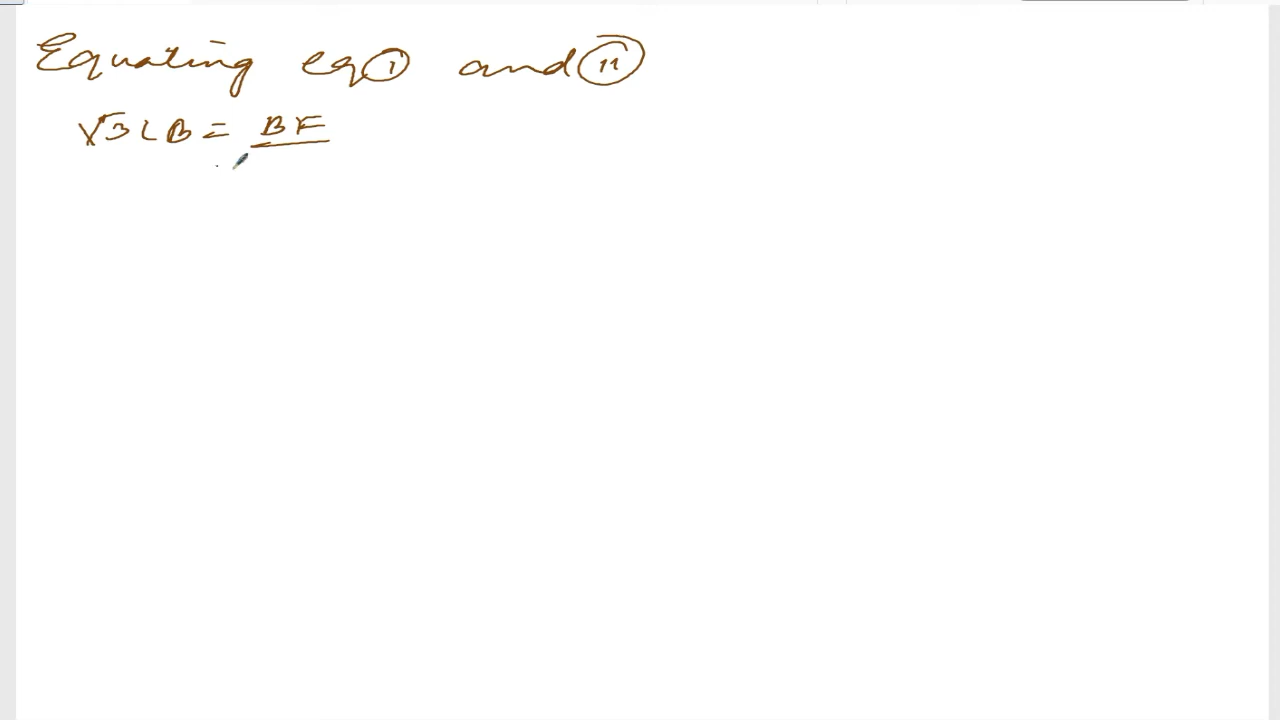 Equating eq (i) and (ii)
√3 LB = BF